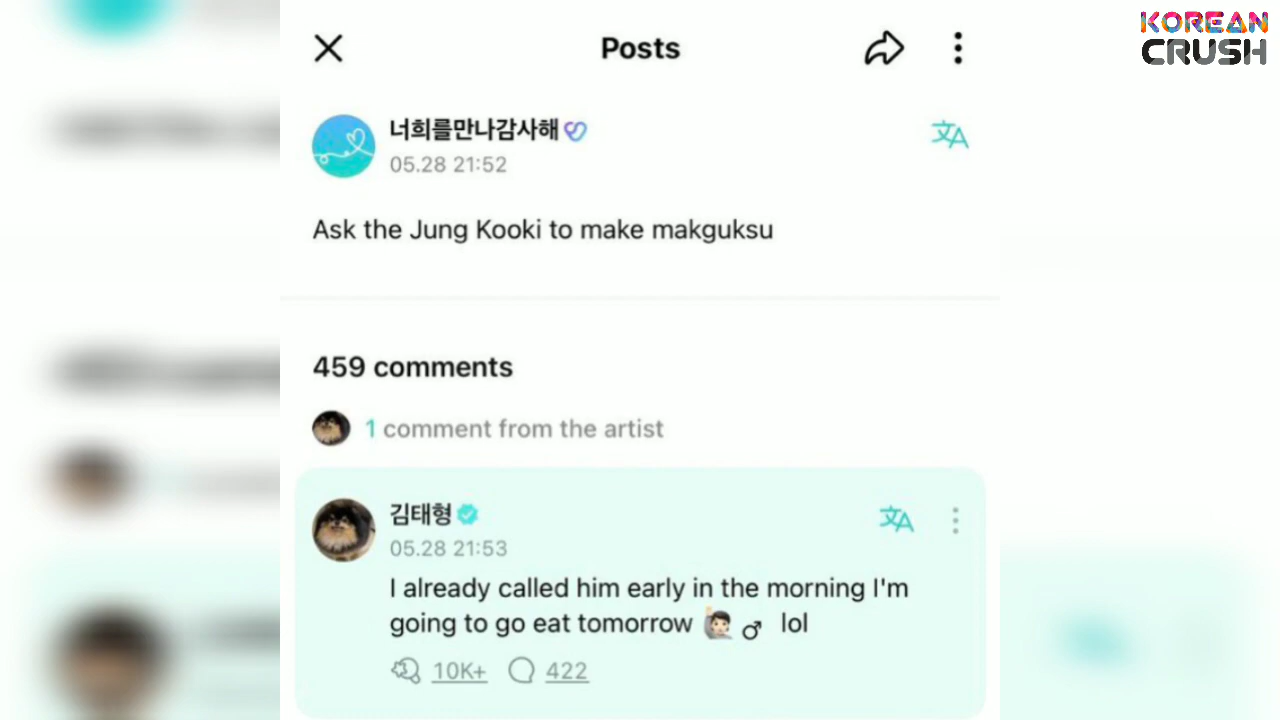 KOREAN
CRUSH
Posts
너희를만나감사해
05.28 21:52
Ask the Jung Kooki to make makguksu
459 comments
1 comment from the artist
김태형
05.28 21:53
I already called him early in the morning I'm
going to go eat tomorrow 🙋🏻♂ lol
10K+ 422